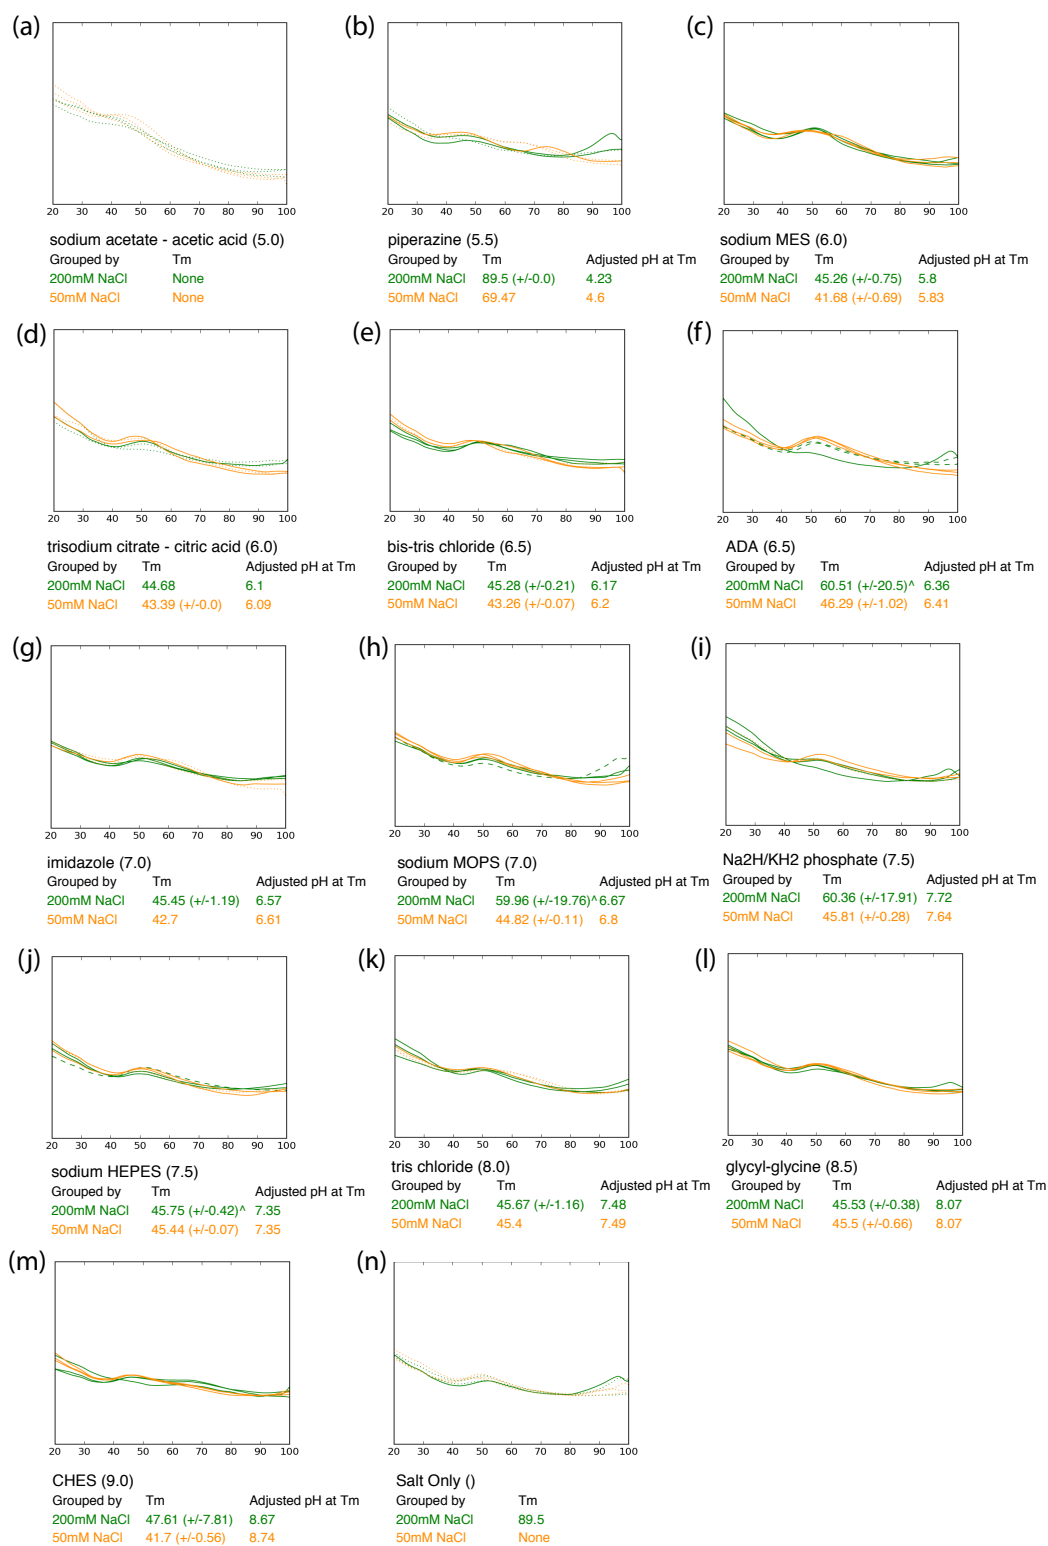 (a)
20 30 40 50 60 70 80 90 100
sodium acetate - acetic acid (5.0)
Grouped by Tm
200mM NaCl None
50mM NaCl None
(b)
20 30 40 50 60 70 80 90 100
piperazine (5.5)
Grouped by Tm Adjusted pH at Tm
200mM NaCl 89.5 (+/-0.0) 4.23
50mM NaCl 69.47 4.6
(c)
20 30 40 50 60 70 80 90 100
sodium MES (6.0)
Grouped by Tm Adjusted pH at Tm
200mM NaCl 45.26 (+/-0.75) 5.8
50mM NaCl 41.68 (+/-0.69) 5.83
(d)
20 30 40 50 60 70 80 90 100
trisodium citrate - citric acid (6.0)
Grouped by Tm Adjusted pH at Tm
200mM NaCl 44.68 6.1
50mM NaCl 43.39 (+/-0.0) 6.09
(e)
20 30 40 50 60 70 80 90 100
bis-tris chloride (6.5)
Grouped by Tm Adjusted pH at Tm
200mM NaCl 45.28 (+/-0.21) 6.17
50mM NaCl 43.26 (+/-0.07) 6.2
(f)
20 30 40 50 60 70 80 90 100
ADA (6.5)
Grouped by Tm Adjusted pH at Tm
200mM NaCl 60.51 (+/-20.5)^ 6.36
50mM NaCl 46.29 (+/-1.02) 6.41
(g)
20 30 40 50 60 70 80 90 100
imidazole (7.0)
Grouped by Tm Adjusted pH at Tm
200mM NaCl 45.45 (+/-1.19) 6.57
50mM NaCl 42.7 6.61
(h)
20 30 40 50 60 70 80 90 100
sodium MOPS (7.0)
Grouped by Tm Adjusted pH at Tm
200mM NaCl 59.96 (+/-19.76)^ 6.67
50mM NaCl 44.82 (+/-0.11) 6.8
(i)
20 30 40 50 60 70 80 90 100
Na2H/KH2 phosphate (7.5)
Grouped by Tm Adjusted pH at Tm
200mM NaCl 60.36 (+/-17.91) 7.72
50mM NaCl 45.81 (+/-0.28) 7.64
(j)
20 30 40 50 60 70 80 90 100
sodium HEPES (7.5)
Grouped by Tm Adjusted pH at Tm
200mM NaCl 45.75 (+/-0.42)^ 7.35
50mM NaCl 45.44 (+/-0.07) 7.35
(k)
20 30 40 50 60 70 80 90 100
tris chloride (8.0)
Grouped by Tm Adjusted pH at Tm
200mM NaCl 45.67 (+/-1.16) 7.48
50mM NaCl 45.4 7.49
(l)
20 30 40 50 60 70 80 90 100
glycyl-glycine (8.5)
Grouped by Tm Adjusted pH at Tm
200mM NaCl 45.53 (+/-0.38) 8.07
50mM NaCl 45.5 (+/-0.66) 8.07
(m)
20 30 40 50 60 70 80 90 100
CHES (9.0)
Grouped by Tm Adjusted pH at Tm
200mM NaCl 47.61 (+/-7.81) 8.67
50mM NaCl 41.7 (+/-0.56) 8.74
(n)
20 30 40 50 60 70 80 90 100
Salt Only ()
Grouped by Tm
200mM NaCl 89.5
50mM NaCl None